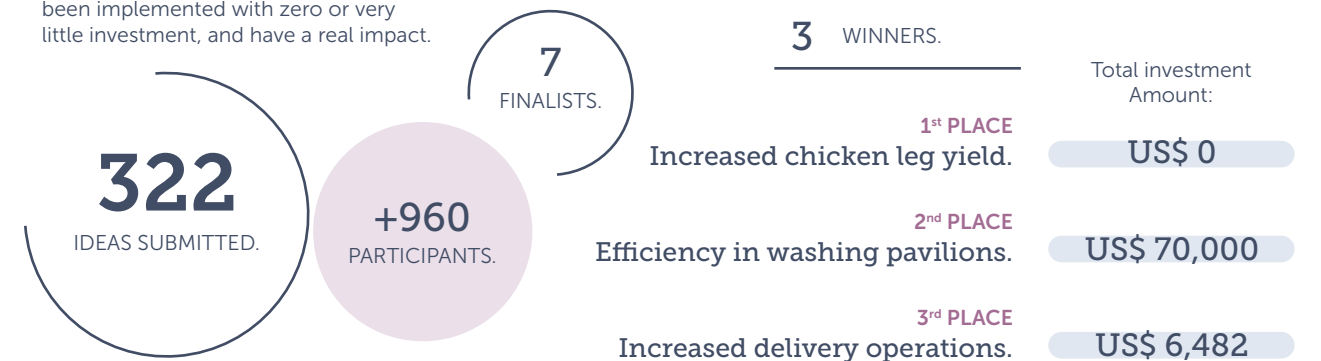 been implemented with zero or very
little investment, and have a real impact.
322
IDEAS SUBMITTED.
+960
PARTICIPANTS.
7
FINALISTS.
3 WINNERS.
Total investment
Amount:
1st PLACE
Increased chicken leg yield.
US$ 0
2nd PLACE
Efficiency in washing pavilions.
US$ 70,000
3rd PLACE
Increased delivery operations.
US$ 6,482